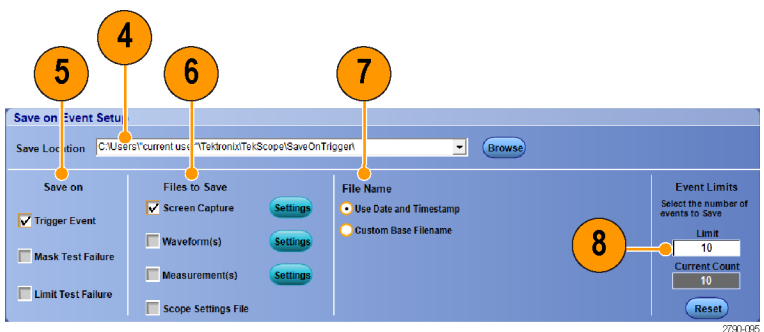 4
5
6
7
Save on Event Setup
Save Location C:\Users\"current user"\Tektronix\TekScope\SaveOnTrigger\ Browse
Save on
Files to Save
File Name
Event Limits
Trigger Event
Screen Capture Settings
Use Date and Timestamp
Select the number of
events to Save
Mask Test Failure
Waveform(s) Settings
Custom Base Filename
8
Limit
10
Limit Test Failure
Measurement(s) Settings
Current Count
10
Scope Settings File
Reset
2790-095